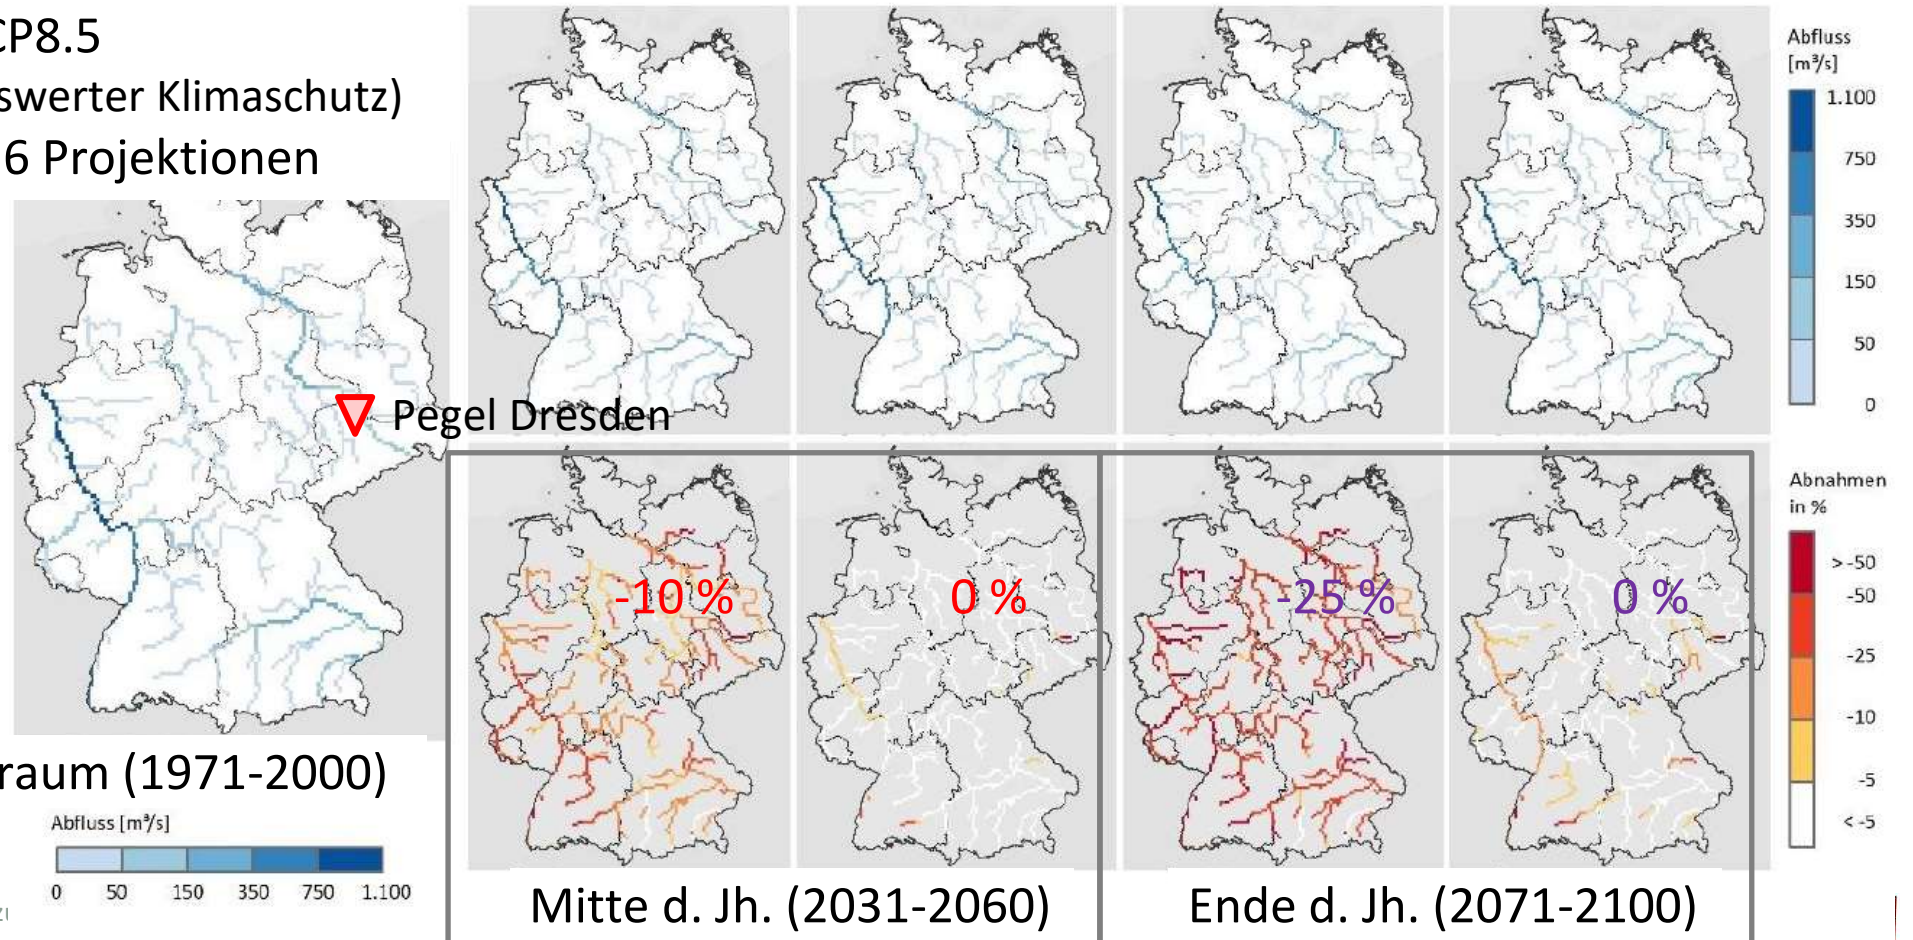 CP8.5
swerter Klimaschutz)
6 Projektionen
Pegel Dresden
raum (1971-2000)
Abfluss [m³/s]
0 50 150 350 750 1.100
Abfluss
[m³/s]
1.100
750
350
150
50
0
-10 %
0 %
-25 %
0 %
Abnahmen
in %
> -50
-50
-25
-10
-5
< -5
Mitte d. Jh. (2031-2060)
Ende d. Jh. (2071-2100)